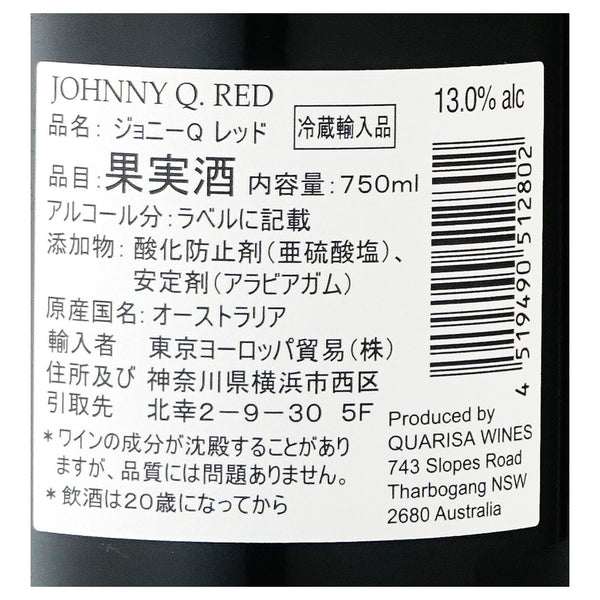 JOHNNY Q. RED 13.0% alc
品名: ジョニーQ レッド 冷蔵輸入品
品目:果実酒 内容量:750ml
アルコール分:ラベルに記載
添加物: 酸化防止剤(亜硫酸塩)、
安定剤(アラビアガム)
原産国名:オーストラリア
輸入者 東京ヨーロッパ貿易(株)
住所及び 神奈川県横浜市西区
引取先 北幸2-9-30 5F
*ワインの成分が沈殿することがあり
ますが、品質には問題ありません。
*飲酒は20歳になってから
4 519490 512802
Produced by
QUARISA WINES
743 Slopes Road
Tharbogang NSW
2680 Australia